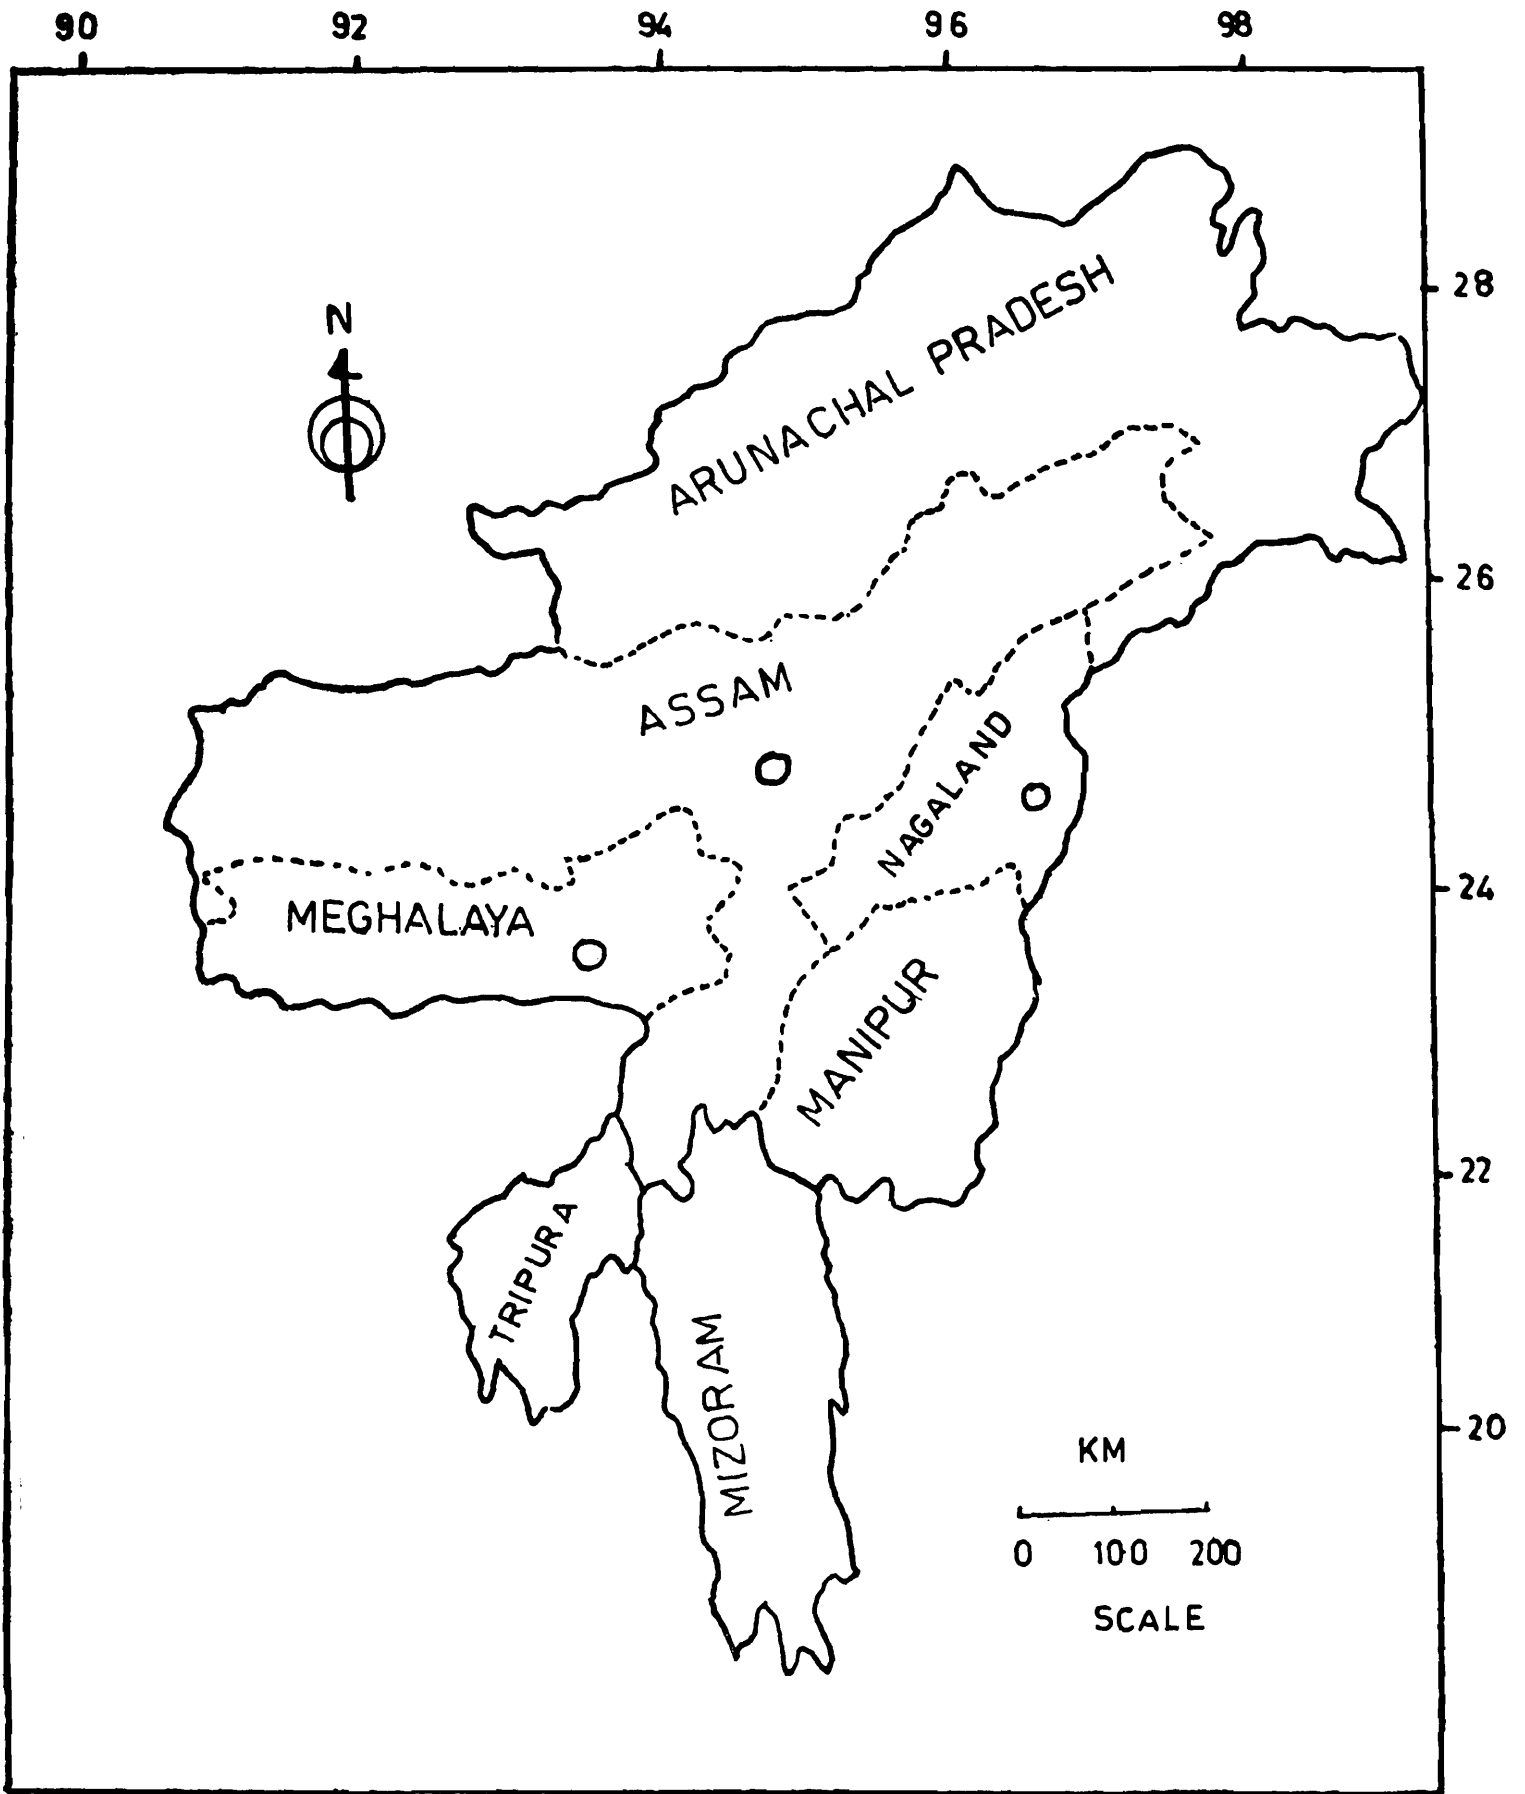 90 92 94 96 98
N
28
26
24
22
20
ARUNACHAL PRADESH
ASSAM
NAGALAND
MEGHALAYA
MANIPUR
TRIPURA
MIZORAM
KM
0 100 200
SCALE